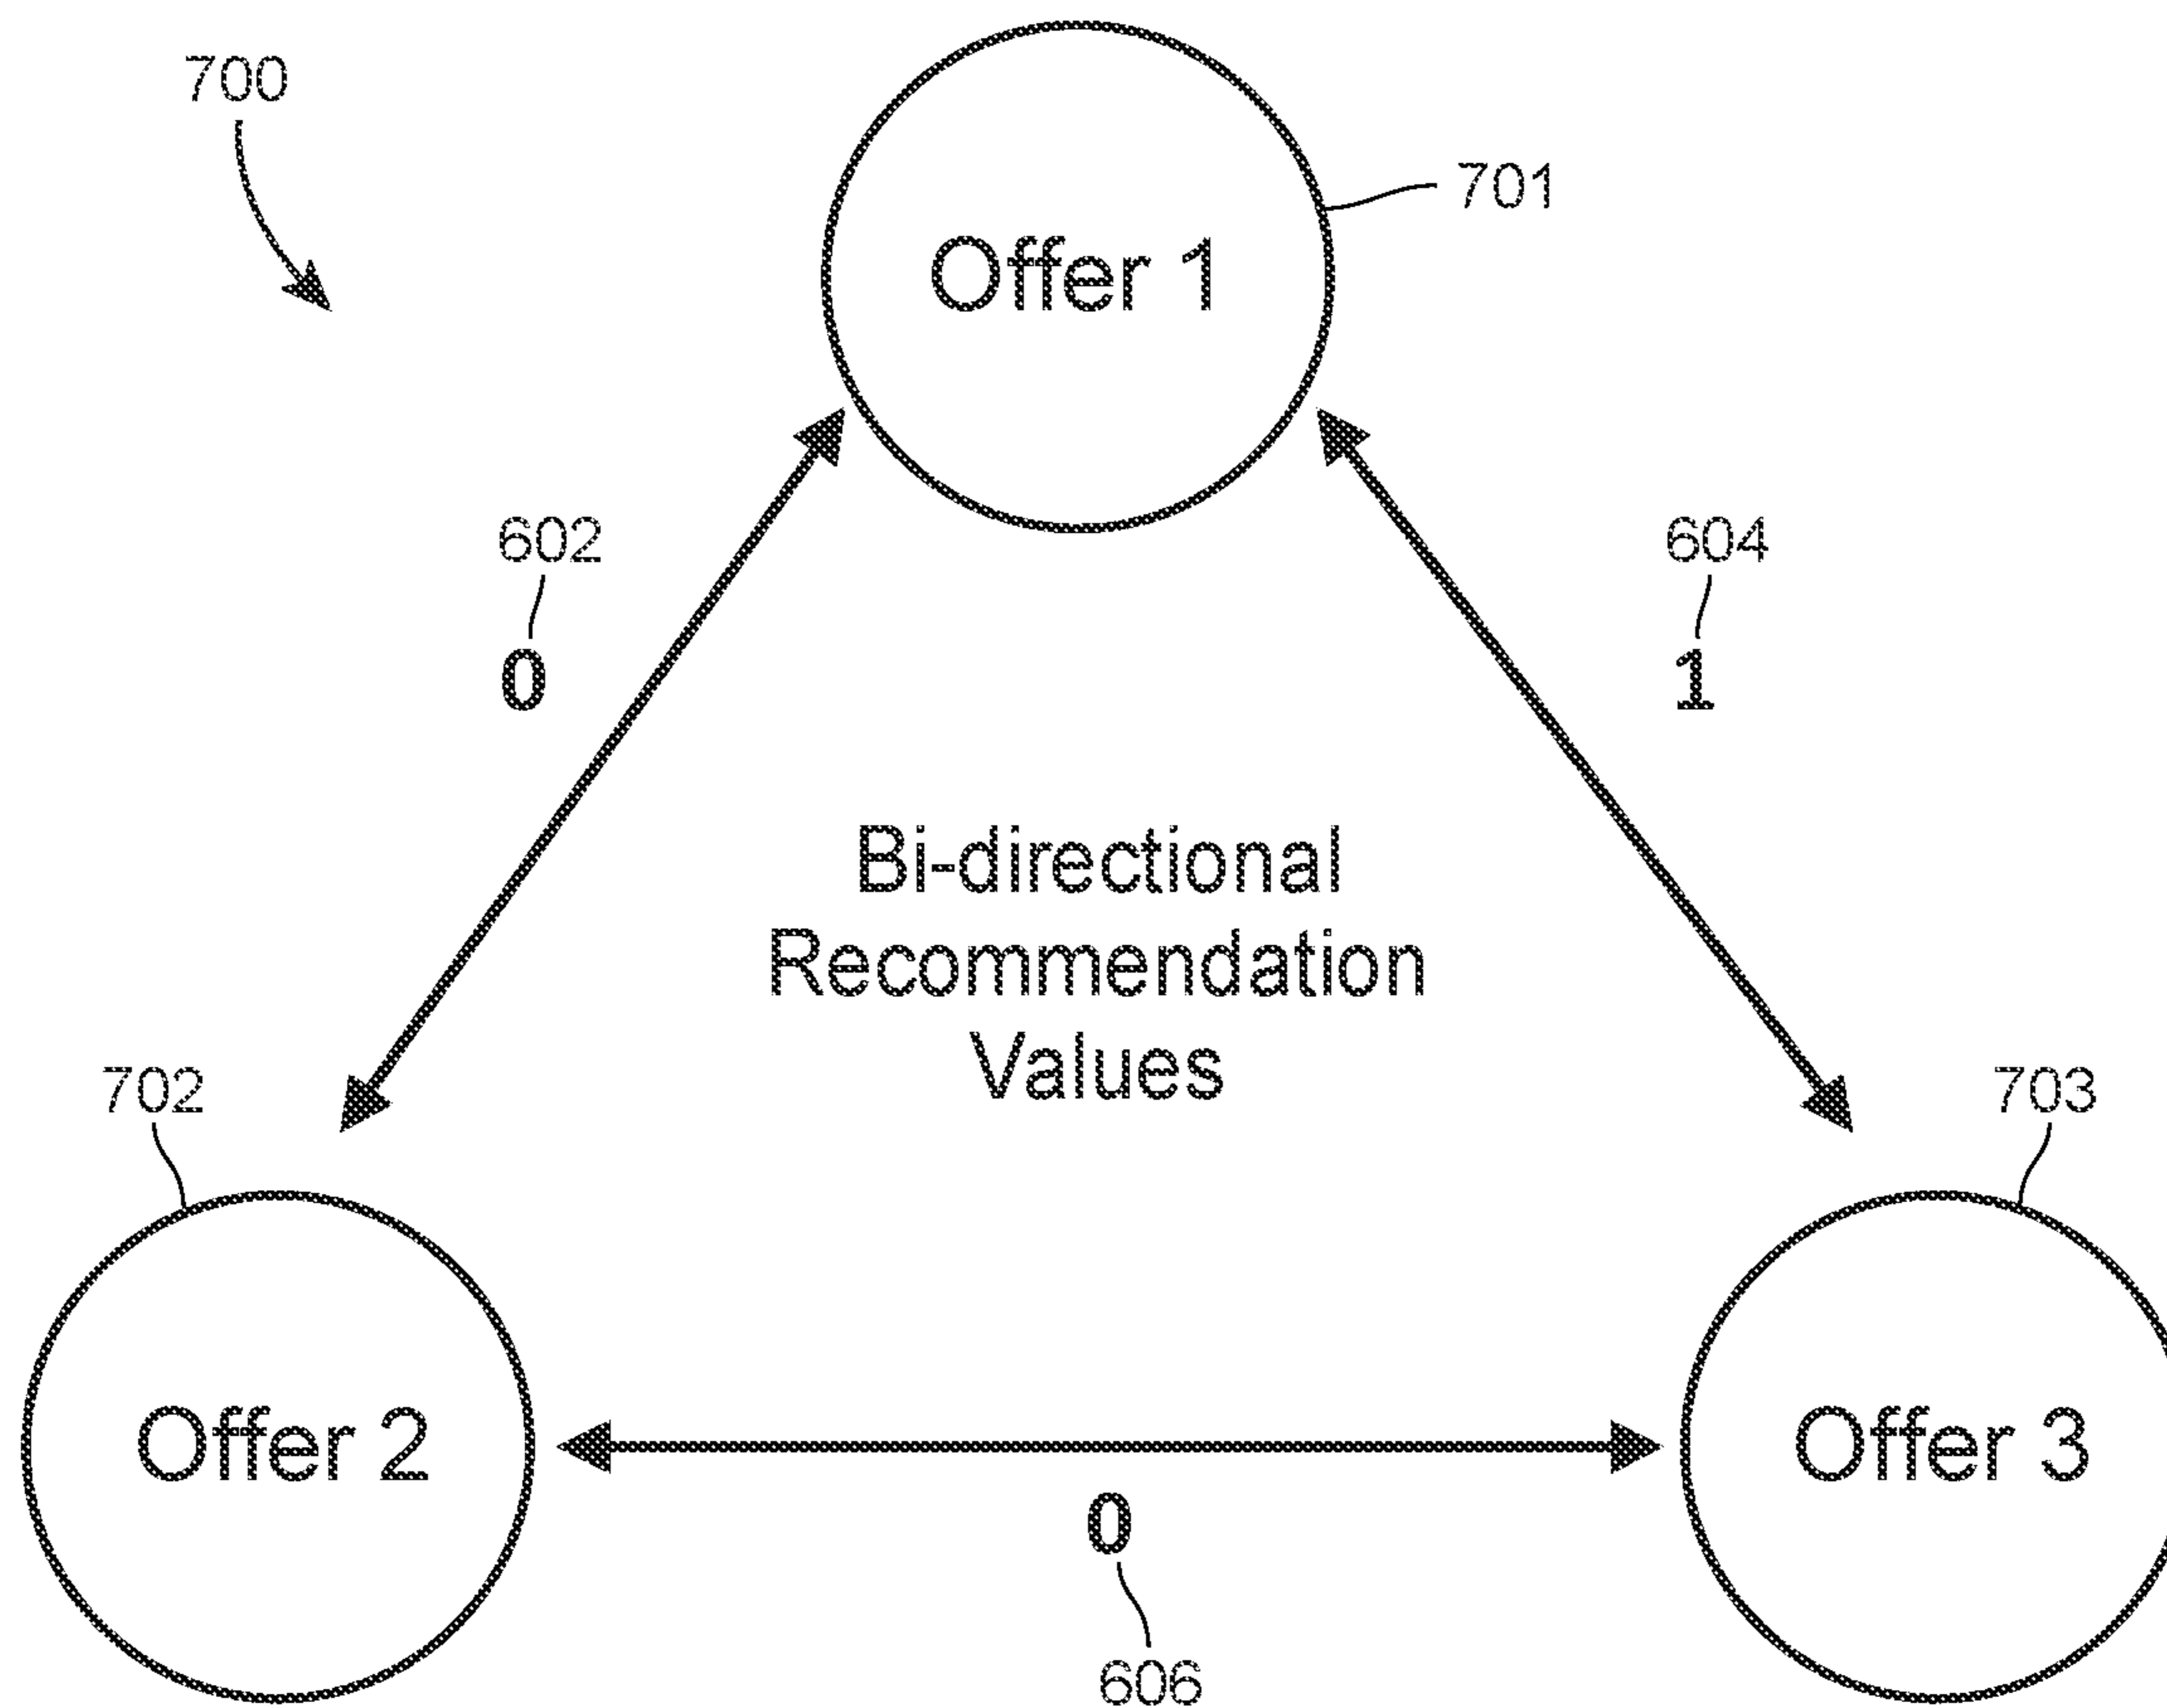 700
701
Offer 1
602
604
0
1
Bi-directional
Recommendation
Values
702
703
Offer 2
Offer 3
0
606